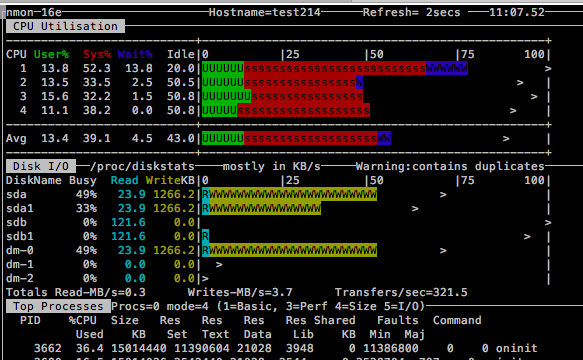 nmon-16e Hostname=test214 Refresh= 2secs 11:07.52
CPU Utilisation
CPU User% Sys% Wait% Idle|0 |25 |50 |75 100|
1 13.8 52.3 13.8 20.0|UUUUUUssssssssssssssssssssssssssWWWWWW >
2 13.5 33.5 2.5 50.5|UUUUUUssssssssssssssssW >
3 15.6 32.2 1.5 50.8|UUUUUUUssssssssssssssss >
4 11.1 38.2 0.0 50.8|UUUUUsssssssssssssssssss >
Avg 13.4 39.1 4.5 43.0|UUUUUUsssssssssssssssssssWW >
Disk I/O /proc/diskstats mostly in KB/s Warning:contains duplicates
DiskName Busy Read WriteKB|0 |25 |50 |75 100|
sda 49% 23.9 1266.2|RWWWWWWWWWWWWWWWWWWWWWWWW >
sda1 33% 23.9 1266.2|RWWWWWWWWWWWWWWWW >
sdb 0% 121.6 0.0| >
sdb1 0% 121.6 0.0|R >
dm-0 49% 23.9 1266.2|RWWWWWWWWWWWWWWWWWWWWWWWW >
dm-1 0% 0.0 0.0| >
dm-2 0% 0.0 0.0|>
Totals Read-MB/s=0.3 Writes-MB/s=3.7 Transfers/sec=321.5
Top Processes Procs=0 mode=4 (1=Basic, 3=Perf 4=Size 5=I/O)
PID %CPU Size Res Res Res Res Shared Faults Command
Used KB Set Text Data Lib KB Min Maj
3662 36.4 15014440 11390604 21028 3948 0 11386800 0 0 oninit